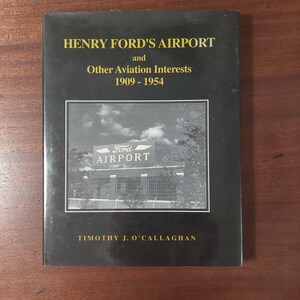 HENRY FORD'S AIRPORT
and
Other Aviation Interests
1909 - 1954
Ford
AIRPORT
TIMOTHY J. O'CALLAGHAN